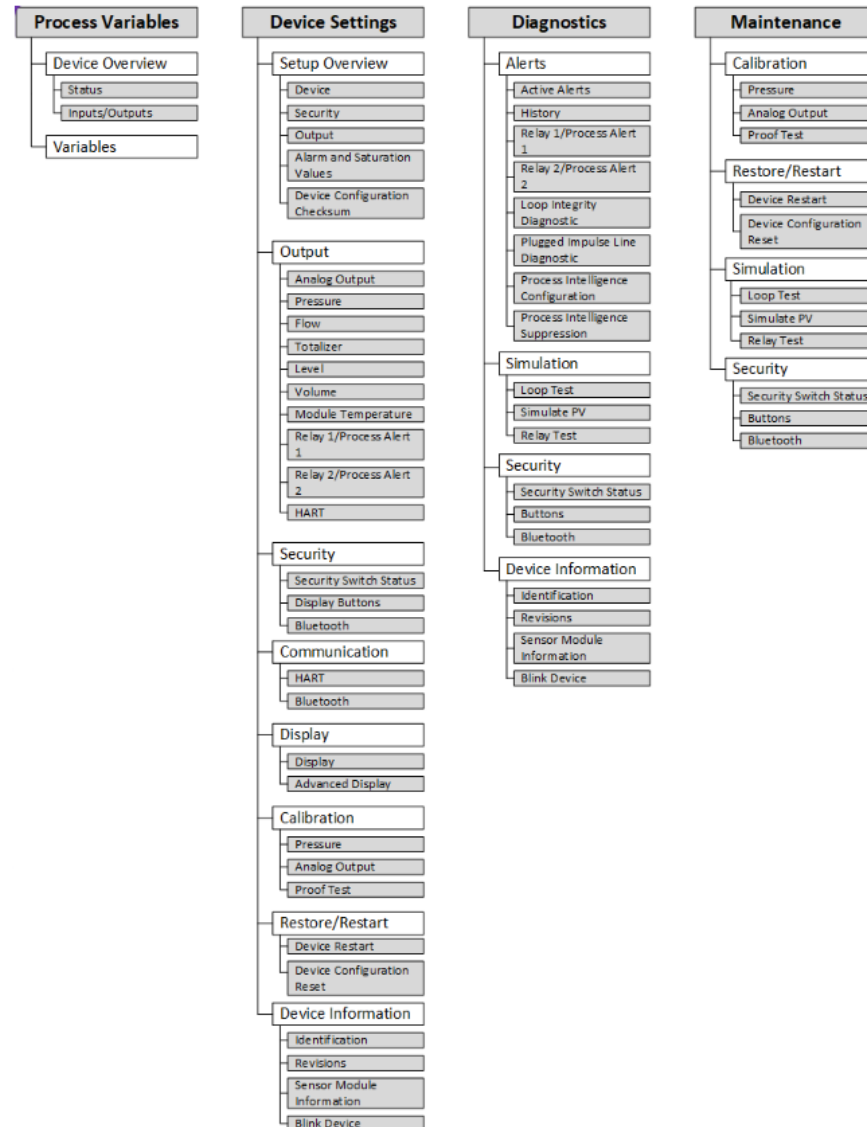 Process Variables
Device Overview
Status
Inputs/Outputs
Variables
Device Settings
Setup Overview
Device
Security
Output
Alarm and Saturation
Values
Device Configuration
Checksum
Output
Analog Output
Pressure
Flow
Totalizer
Level
Volume
Module Temperature
Relay 1/Process Alert
1
Relay 2/Process Alert
2
HART
Security
Security Switch Status
Display Buttons
Bluetooth
Communication
HART
Bluetooth
Display
Display
Advanced Display
Calibration
Pressure
Analog Output
Proof Test
Restore/Restart
Device Restart
Device Configuration
Reset
Device Information
Identification
Revisions
Sensor Module
Information
Blink Device
Diagnostics
Alerts
Active Alerts
History
Relay 1/Process Alert
1
Relay 2/Process Alert
2
Loop Integrity
Diagnostic
Plugged Impulse Line
Diagnostic
Process Intelligence
Configuration
Process Intelligence
Suppression
Simulation
Loop Test
Simulate PV
Relay Test
Security
Security Switch Status
Buttons
Bluetooth
Device Information
Identification
Revisions
Sensor Module
Information
Blink Device
Maintenance
Calibration
Pressure
Analog Output
Proof Test
Restore/Restart
Device Restart
Device Configuration
Reset
Simulation
Loop Test
Simulate PV
Relay Test
Security
Security Switch Status
Buttons
Bluetooth